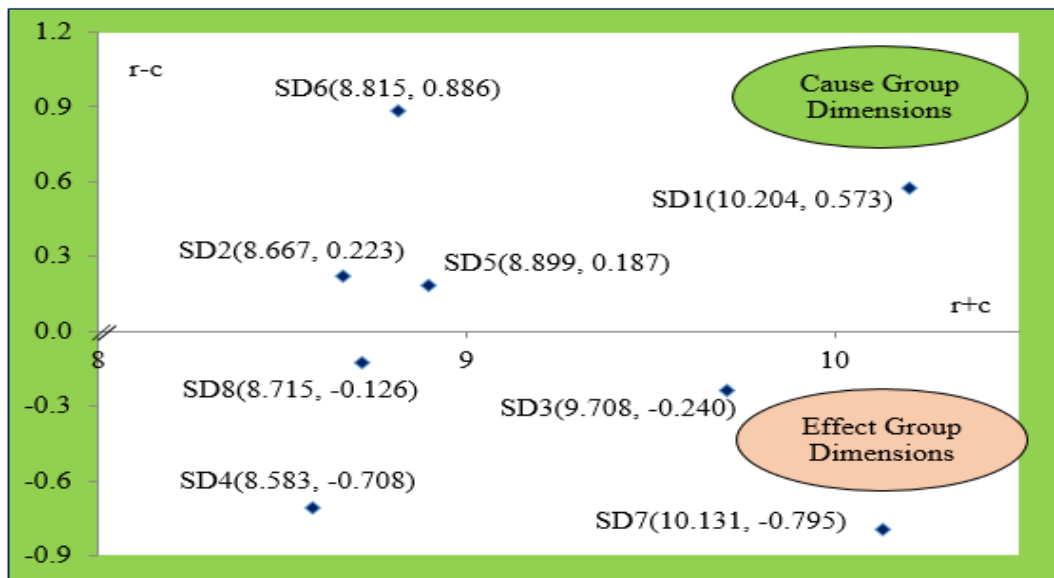 1.2
r-c
Cause Group
Dimensions
SD6(8.815, 0.886)
0.9
0.6
SD1(10.204, 0.573)
SD2(8.667, 0.223)
SD5(8.899, 0.187)
0.3
r+c
0.0
8
9
10
SD8(8.715, -0.126)
SD3(9.708, -0.240)
-0.3
Effect Group
Dimensions
SD4(8.583, -0.708)
-0.6
SD7(10.131, -0.795)
-0.9